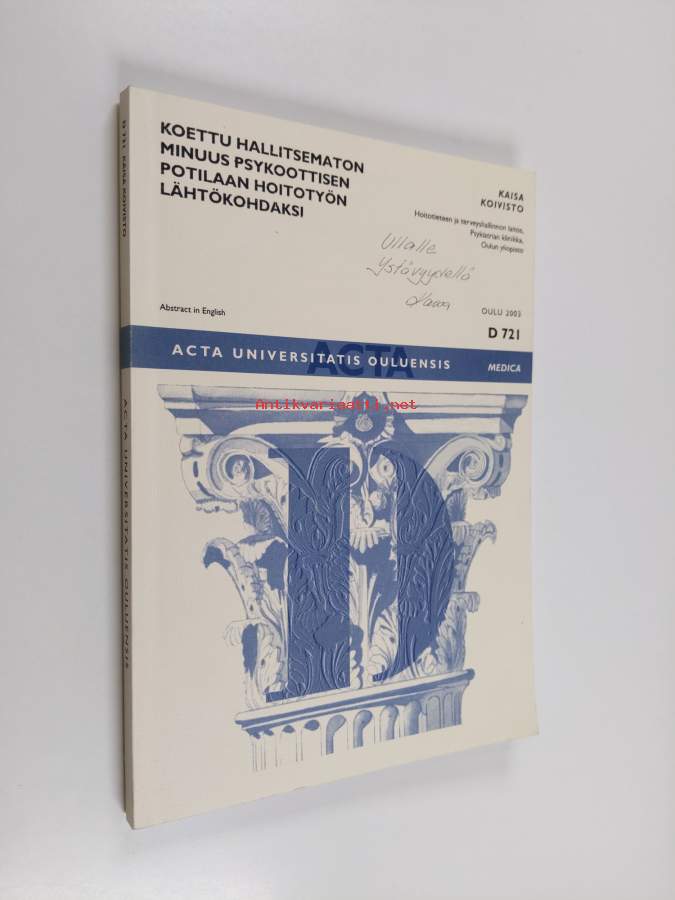 KOETTU HALLITSEMATON
MINUUS PSYKOOTTISEN
POTILAAN HOITOTYÖN
LÄHTÖKOHDAKSI
KAISA
KOIVISTO
Hoitotieteen ja terveyshallinnon laitos,
Psykiatrian klinikka,
Oulun yliopisto
Ullalle
Ystävyydellä
Abstract in English
OULU 2003
D 721
ACTA
ACTA UNIVERSITATIS OULUENSIS
MEDICA
Antikvariaatti.net
D
D 721 KAISA KOIVISTO
ACTA UNIVERSITATIS OULUENSIS